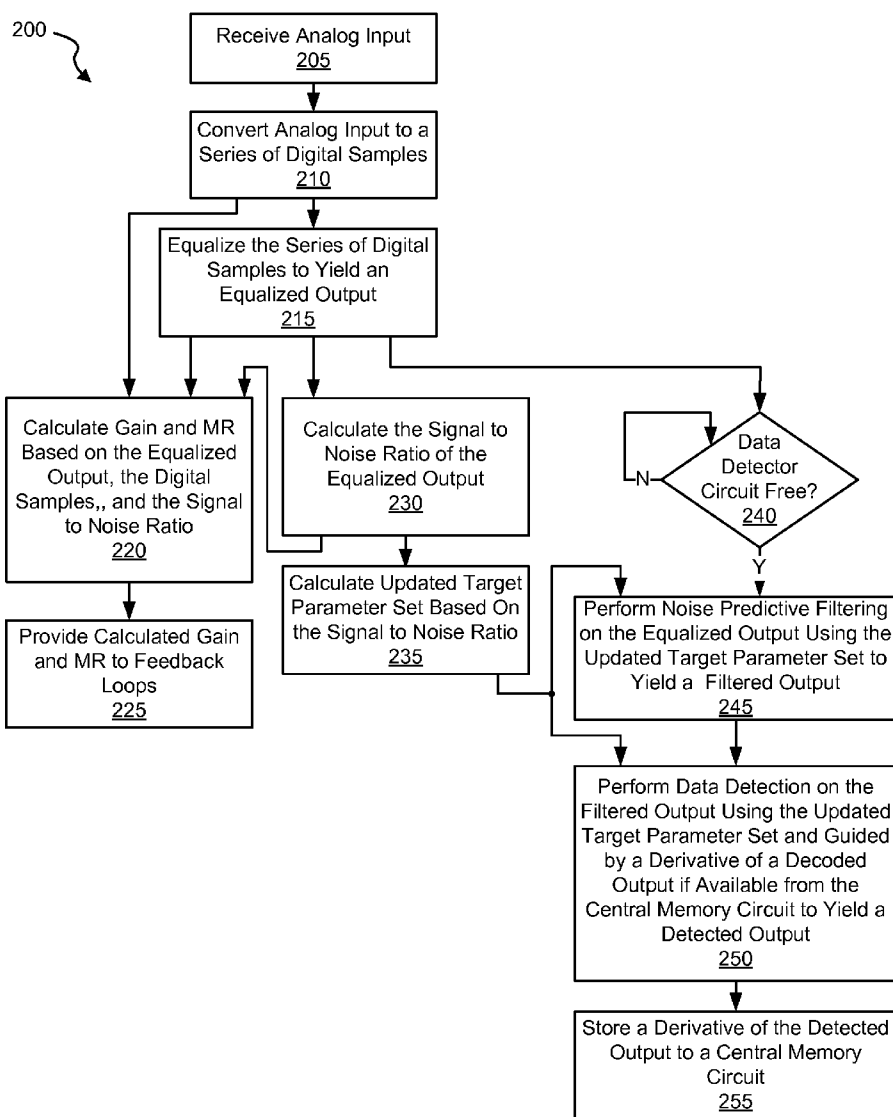 200
Receive Analog Input
205
Convert Analog Input to a
Series of Digital Samples
210
Equalize the Series of Digital
Samples to Yield an
Equalized Output
215
Calculate Gain and MR
Based on the Equalized
Output, the Digital
Samples,, and the Signal
to Noise Ratio
220
Provide Calculated Gain
and MR to Feedback
Loops
225
Calculate the Signal to
Noise Ratio of the
Equalized Output
230
Calculate Updated Target
Parameter Set Based On
the Signal to Noise Ratio
235
Data
Detector
Circuit Free?
240
N
Y
Perform Noise Predictive Filtering
on the Equalized Output Using the
Updated Target Parameter Set to
Yield a Filtered Output
245
Perform Data Detection on the
Filtered Output Using the Updated
Target Parameter Set and Guided
by a Derivative of a Decoded
Output if Available from the
Central Memory Circuit to Yield a
Detected Output
250
Store a Derivative of the Detected
Output to a Central Memory
Circuit
255